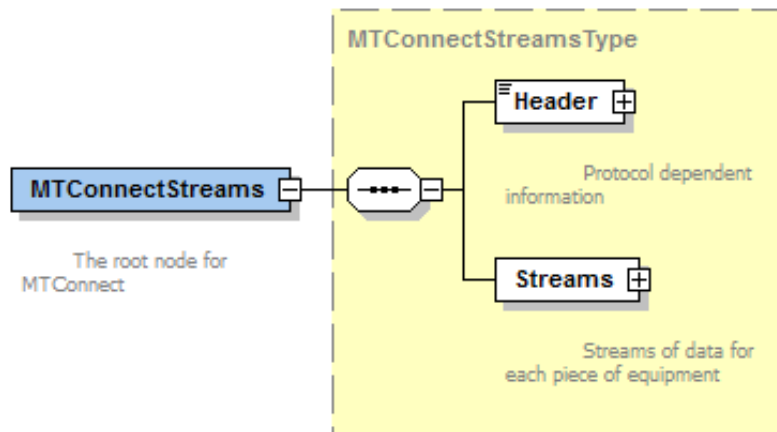 MTConnectStreamsType
Header
Protocol dependent
information
MTConnectStreams
The root node for
MTConnect
Streams
Streams of data for
each piece of equipment